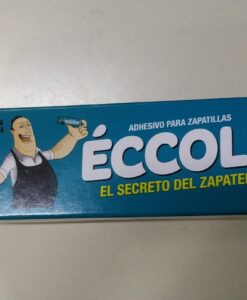 ADHESIVO PARA ZAPATILLAS
ÉCCOL
EL SECRETO DEL ZAPATE